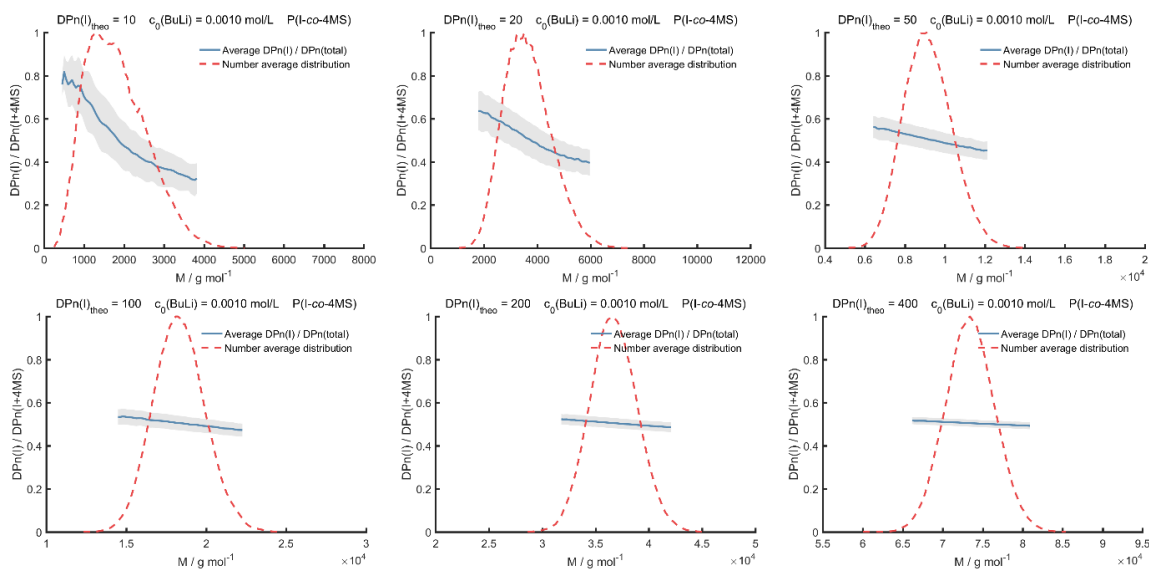 DPn(I)theo = 10 c0(BuLi) = 0.0010 mol/L P(I-co-4MS)
Average DPn(I) / DPn(total)
Number average distribution
DPn(I) / DPn(I+4MS)
1
0.8
0.6
0.4
0.2
0
0 1000 2000 3000 4000 5000 6000 7000 8000
M / g mol-1
DPn(I)theo = 20 c0(BuLi) = 0.0010 mol/L P(I-co-4MS)
Average DPn(I) / DPn(total)
Number average distribution
DPn(I) / DPn(I+4MS)
1
0.8
0.6
0.4
0.2
0
0 2000 4000 6000 8000 10000 12000
M / g mol-1
DPn(I)theo = 50 c0(BuLi) = 0.0010 mol/L P(I-co-4MS)
Average DPn(I) / DPn(total)
Number average distribution
DPn(I) / DPn(I+4MS)
1
0.8
0.6
0.4
0.2
0
0.4 0.6 0.8 1 1.2 1.4 1.6 1.8 2
M / g mol-1
×104
DPn(I)theo = 100 c0(BuLi) = 0.0010 mol/L P(I-co-4MS)
Average DPn(I) / DPn(total)
Number average distribution
DPn(I) / DPn(I+4MS)
1
0.8
0.6
0.4
0.2
0
1 1.5 2 2.5 3
M / g mol-1
×104
DPn(I)theo = 200 c0(BuLi) = 0.0010 mol/L P(I-co-4MS)
Average DPn(I) / DPn(total)
Number average distribution
DPn(I) / DPn(I+4MS)
1
0.8
0.6
0.4
0.2
0
2 2.5 3 3.5 4 4.5 5
M / g mol-1
×104
DPn(I)theo = 400 c0(BuLi) = 0.0010 mol/L P(I-co-4MS)
Average DPn(I) / DPn(total)
Number average distribution
DPn(I) / DPn(I+4MS)
1
0.8
0.6
0.4
0.2
0
5.5 6 6.5 7 7.5 8 8.5 9 9.5
M / g mol-1
×104